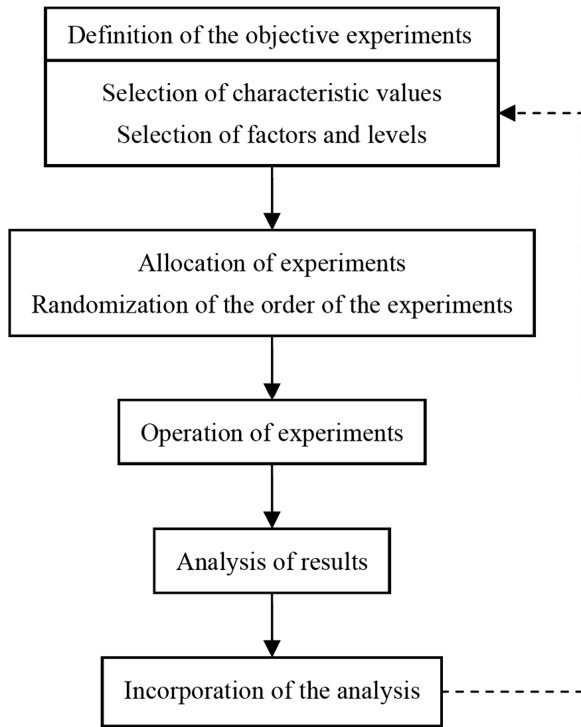 Definition of the objective experiments
Selection of characteristic values
Selection of factors and levels
Allocation of experiments
Randomization of the order of the experiments
Operation of experiments
Analysis of results
Incorporation of the analysis